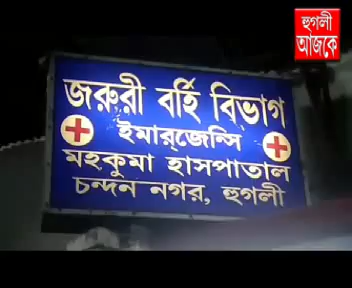 হুগলী
আজকে
জরুরী বর্হি বিভাগ
ইমারজেন্সি
মহকুমা হাসপাতাল
চন্দন নগর, হুগলী